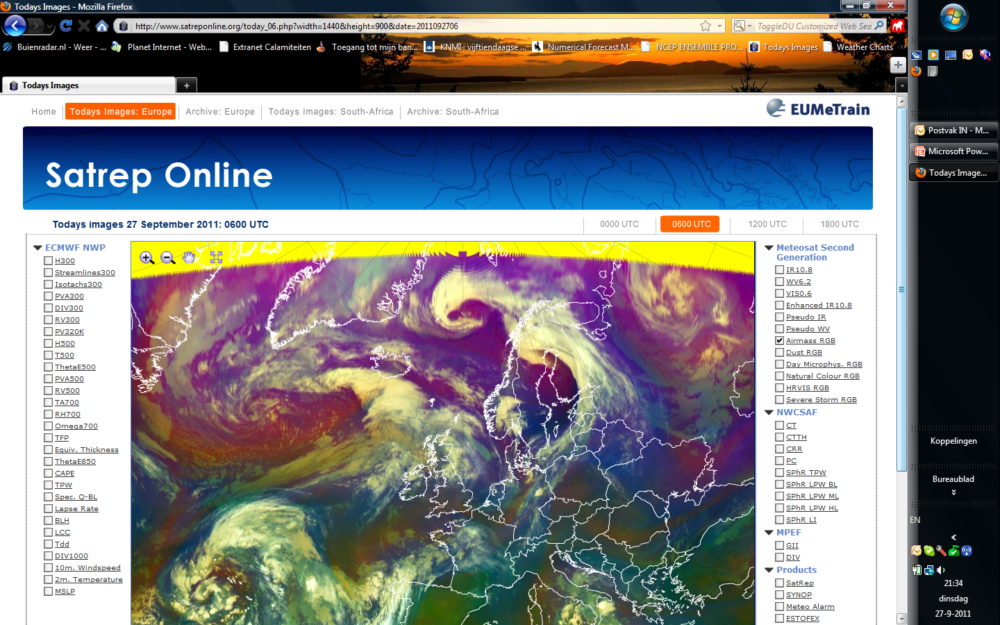 Todays Images - Mozilla Firefox
http://www.satreponline.org/today_06.php?width=1440&height=900&date=2011092706
ToggleDU Customized Web Sea
Buienradar.nl - Weer - ...
Planet Internet - Web...
Extranet Calamiteiten
Toegang tot mijn ban...
KNMI : vijftiendaagse ...
Numerical Forecast M...
NCEP ENSEMBLE PRO...
Todays Images
Weather Charts
Todays Images
Home
Todays Images: Europe
Archive: Europe
Todays Images: South-Africa
Archive: South-Africa
EUMeTrain
Satrep Online
Todays images 27 September 2011: 0600 UTC
0000 UTC
0600 UTC
1200 UTC
1800 UTC
ECMWF NWP
H300
Streamlines300
Isotachs300
PVA300
DIV300
RV300
PV320K
H500
T500
ThetaE500
PVA500
RV500
TA700
RH700
Omega700
TFP
Equiv. Thickness
ThetaE850
CAPE
TPW
Spec. Q-BL
Lapse Rate
BLH
LCC
Tdd
DIV1000
10m. Windspeed
2m. Temperature
MSLP
Meteosat Second
Generation
IR10.8
WV6.2
VIS0.6
Enhanced IR10.8
Pseudo IR
Pseudo WV
Airmass RGB
Dust RGB
Day Microphys. RGB
Natural Colour RGB
HRVIS RGB
Severe Storm RGB
NWCSAF
CT
CTTH
CRR
PC
SPhR TPW
SPhR LPW BL
SPhR LPW ML
SPhR LPW HL
SPhR LI
MPEF
GII
DIV
Products
SatRep
SYNOP
Meteo Alarm
ESTOFEX
Postvak IN - M...
Microsoft Pow...
Todays Image...
Koppelingen
Bureaublad
EN
21:34
dinsdag
27-9-2011